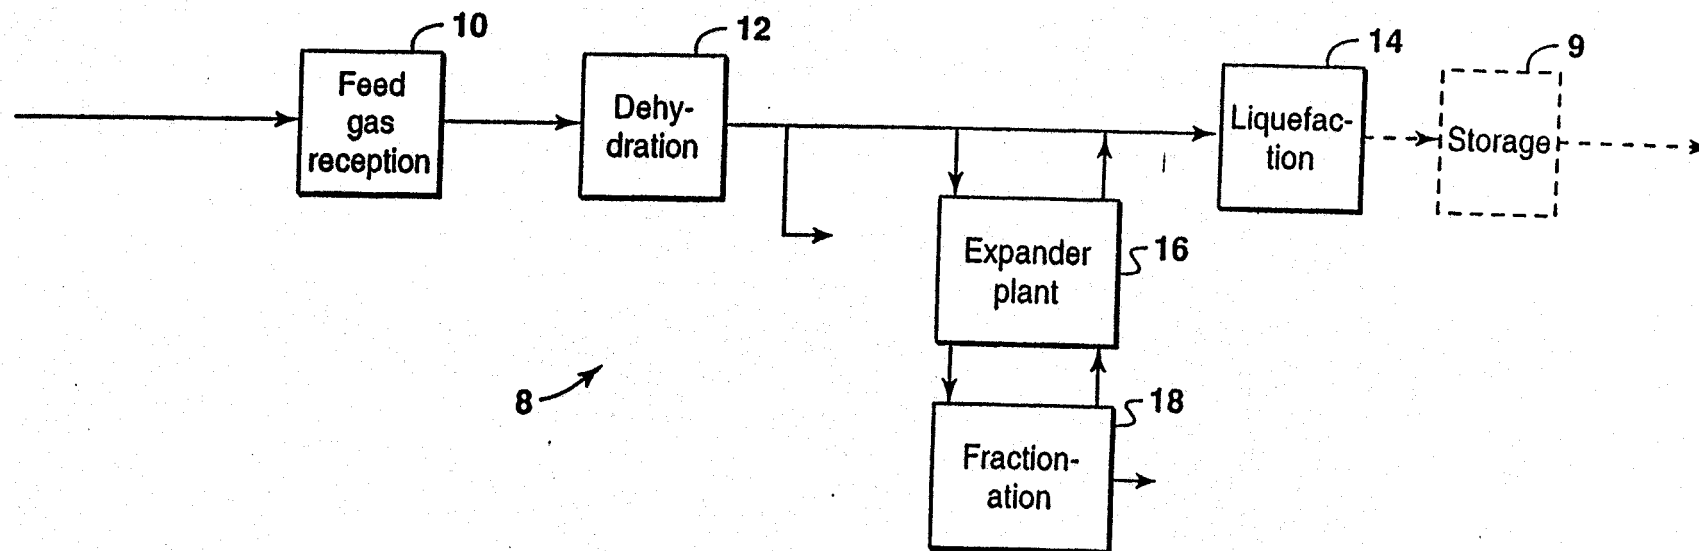 10
Feed
gas
reception
12
Dehy-
dration
14
Liquefac-
tion
9
Storage
16
Expander
plant
8
18
Fraction-
ation